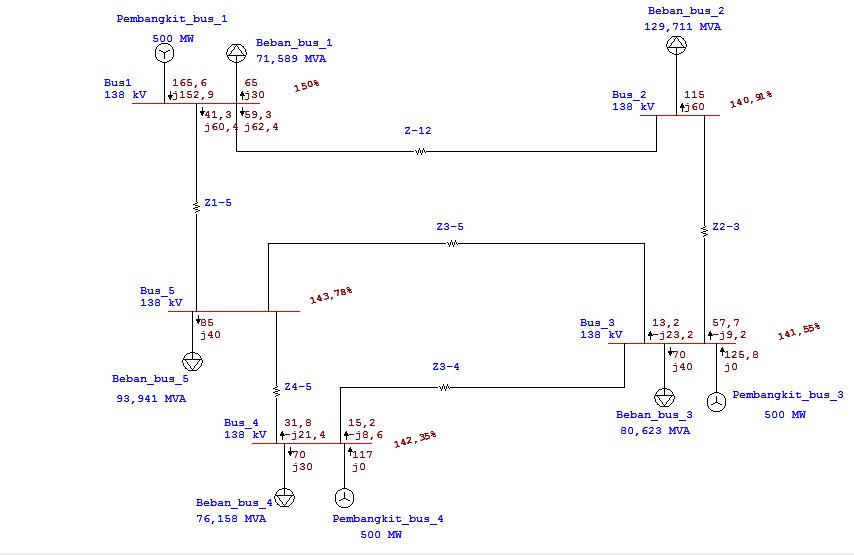 Pembangkit_bus_1
500 MW
Beban_bus_1
71,589 MVA
Bus1
138 kV
165,6
j152,9
65
j30
150%
41,3
j60,4
59,3
j62,4
Beban_bus_2
129,711 MVA
Bus_2
138 kV
115
j60
140,91%
Z-12
Z1-5
Z3-5
Z2-3
Bus_5
138 kV
143,78%
85
j40
Beban_bus_5
93,941 MVA
Bus_3
138 kV
13,2
-j23,2
57,7
-j9,2
141,55%
70
j40
125,8
j0
Beban_bus_3
80,623 MVA
Pembangkit_bus_3
500 MW
Z3-4
Z4-5
Bus_4
138 kV
31,8
-j21,4
15,2
-j8,6
142,35%
70
j30
117
j0
Beban_bus_4
76,158 MVA
Pembangkit_bus_4
500 MW